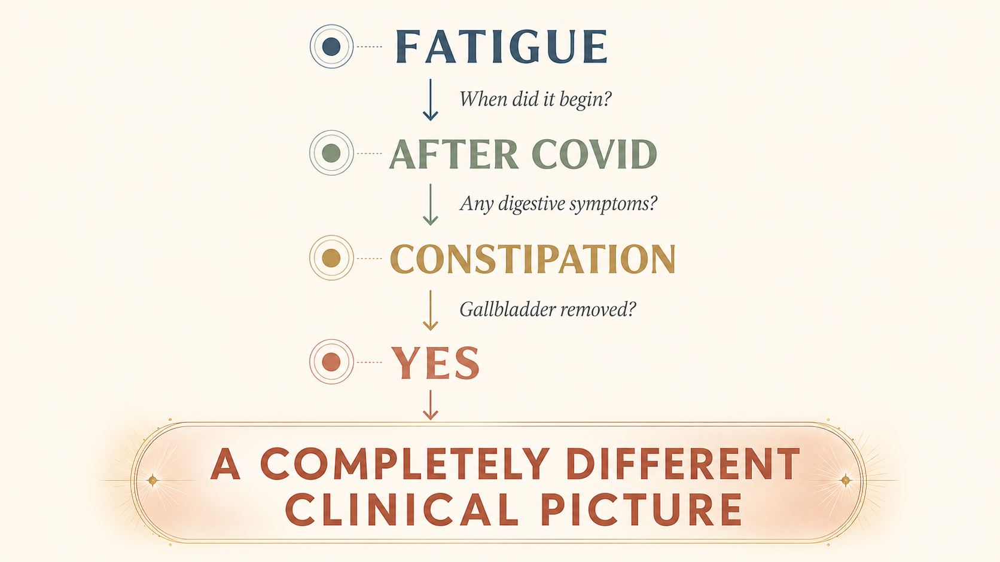 FATIGUE
When did it begin?
AFTER COVID
Any digestive symptoms?
CONSTIPATION
Gallbladder removed?
YES
A COMPLETELY DIFFERENT
CLINICAL PICTURE